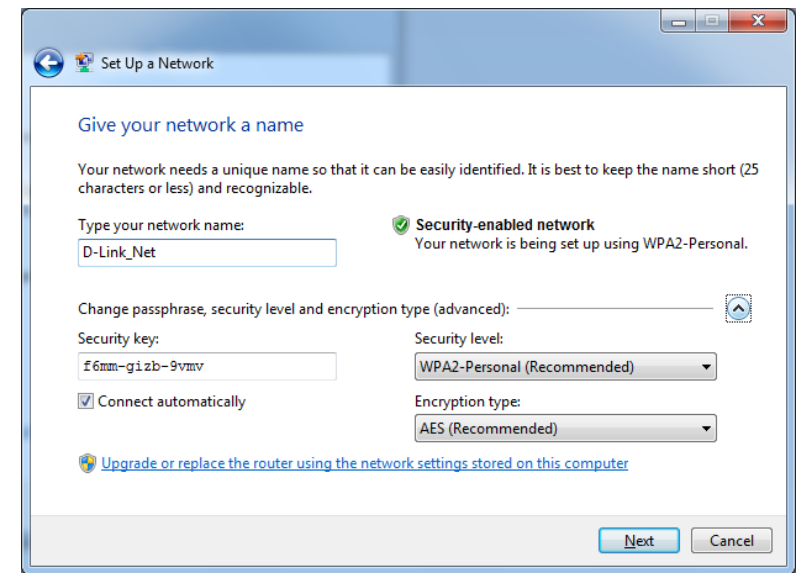 Set Up a Network
Give your network a name
Your network needs a unique name so that it can be easily identified. It is best to keep the name short (25
characters or less) and recognizable.
Type your network name:
D-Link_Net
Security-enabled network
Your network is being set up using WPA2-Personal.
Change passphrase, security level and encryption type (advanced):
Security key:
f6mm-gizb-9vmv
Security level:
WPA2-Personal (Recommended)
Connect automatically
Encryption type:
AES (Recommended)
Upgrade or replace the router using the network settings stored on this computer
Next
Cancel